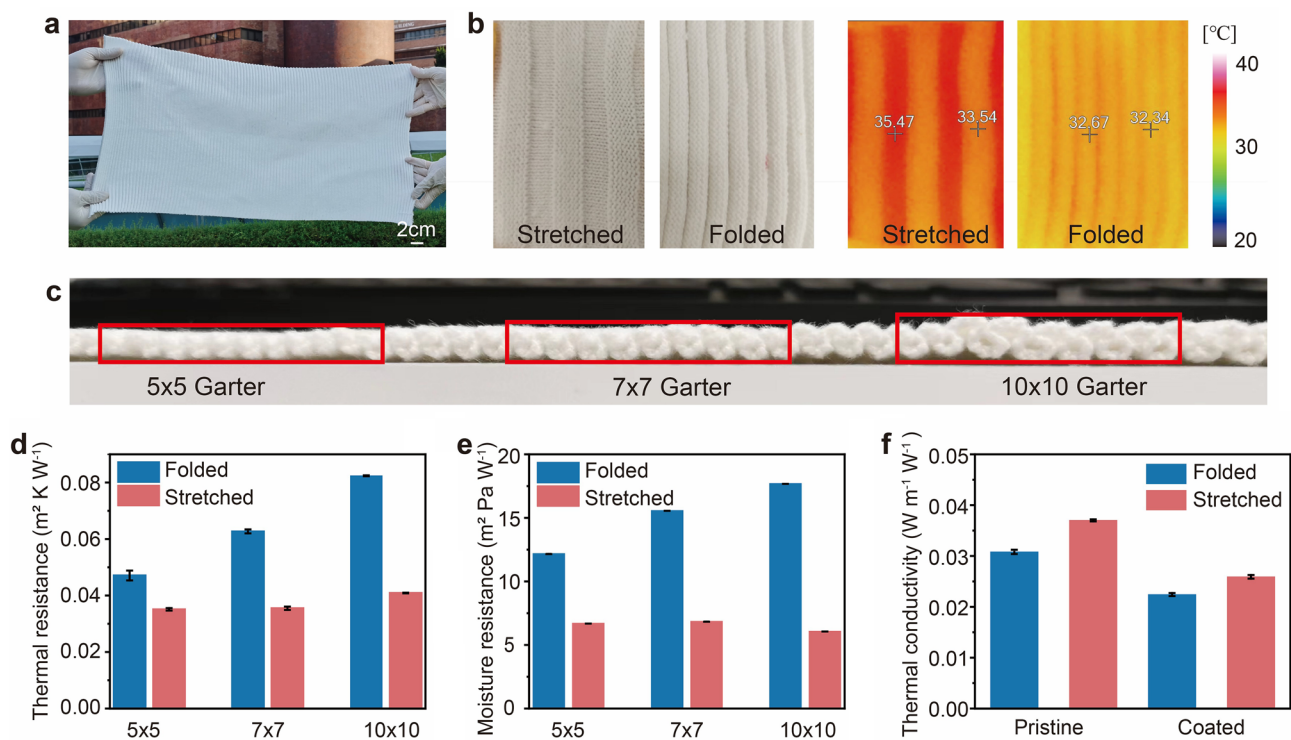 a
2cm
b
Stretched
Folded
35.47
33.54
Stretched
32.67
32.34
Folded
[°C]
40
30
20
c
5x5 Garter
7x7 Garter
10x10 Garter
d
Thermal resistance (m² K W⁻¹)
0.08
0.06
0.04
0.02
0.00
Folded
Stretched
5x5
7x7
10x10
e
Moisture resistance (m² Pa W⁻¹)
20
15
10
5
0
Folded
Stretched
5x5
7x7
10x10
f
Thermal conductivity (W m⁻¹ W⁻¹)
0.05
0.04
0.03
0.02
0.01
0.00
Folded
Stretched
Pristine
Coated